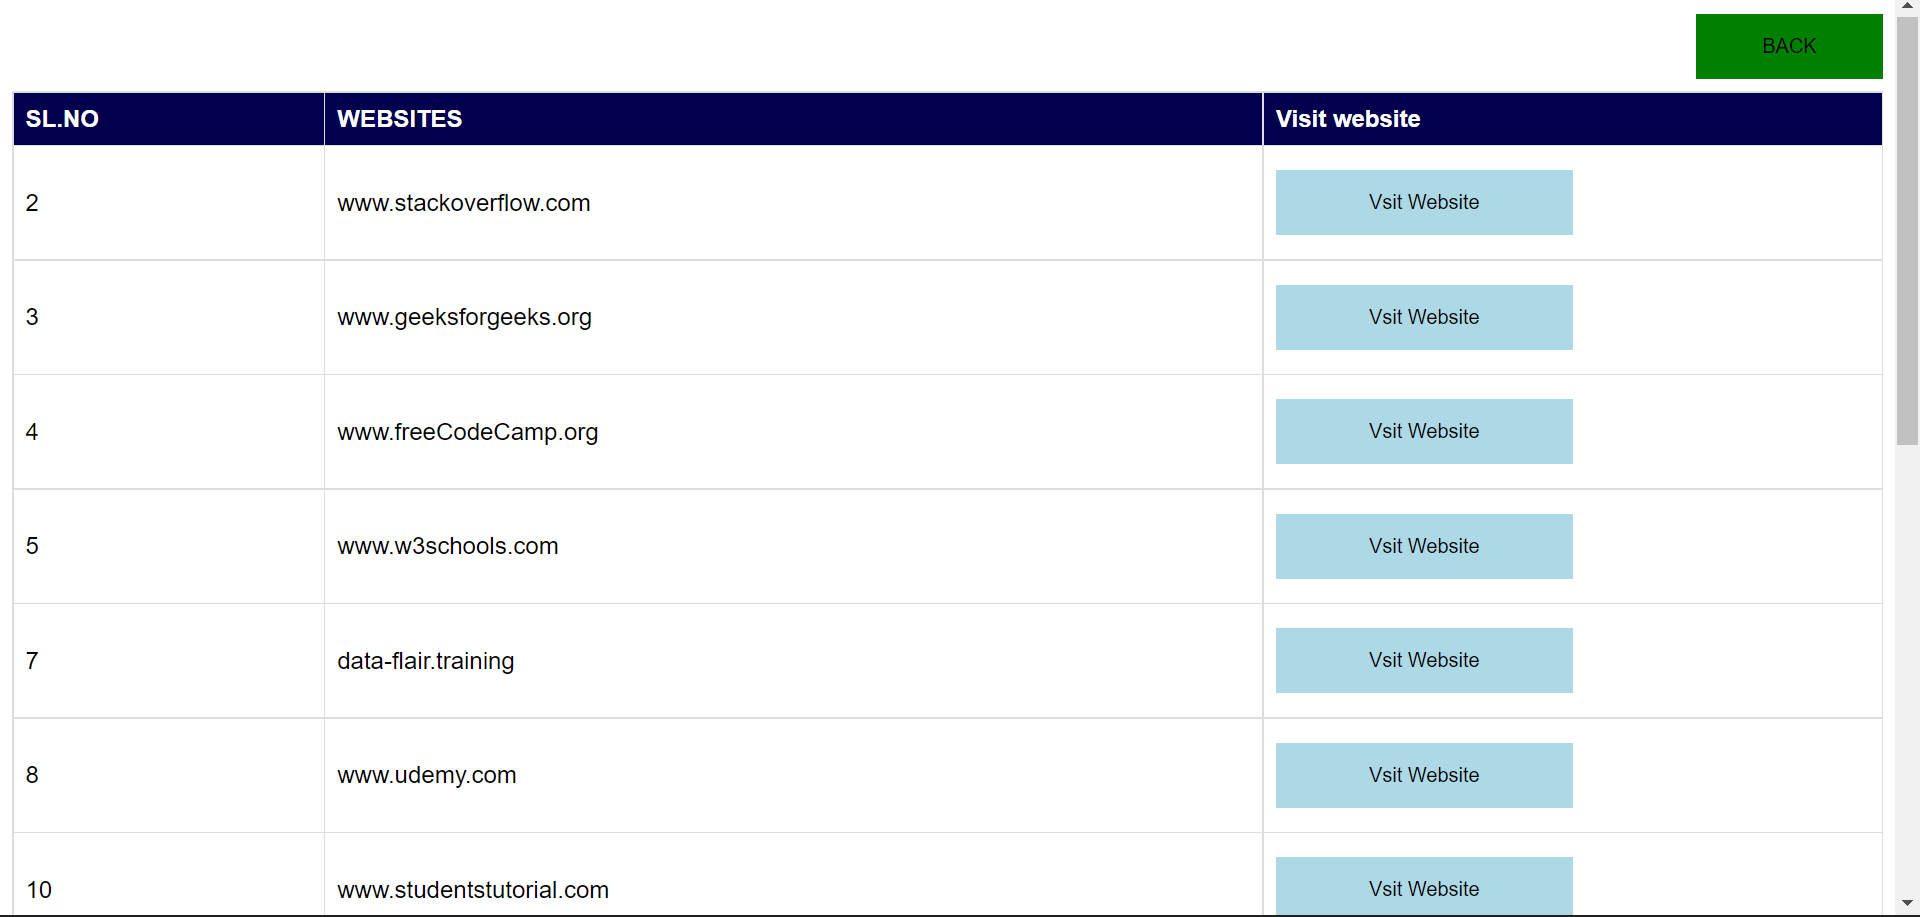 BACK
SL.NO WEBSITES Visit website
2 www.stackoverflow.com Vsit Website
3 www.geeksforgeeks.org Vsit Website
4 www.freeCodeCamp.org Vsit Website
5 www.w3schools.com Vsit Website
7 data-flair.training Vsit Website
8 www.udemy.com Vsit Website
10 www.studentstutorial.com Vsit Website